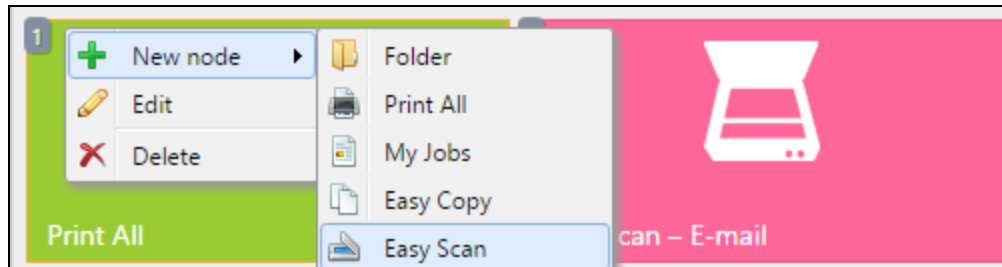 1
New node
Edit
Delete
Folder
Print All
My Jobs
Easy Copy
Easy Scan
Print All
can – E-mail